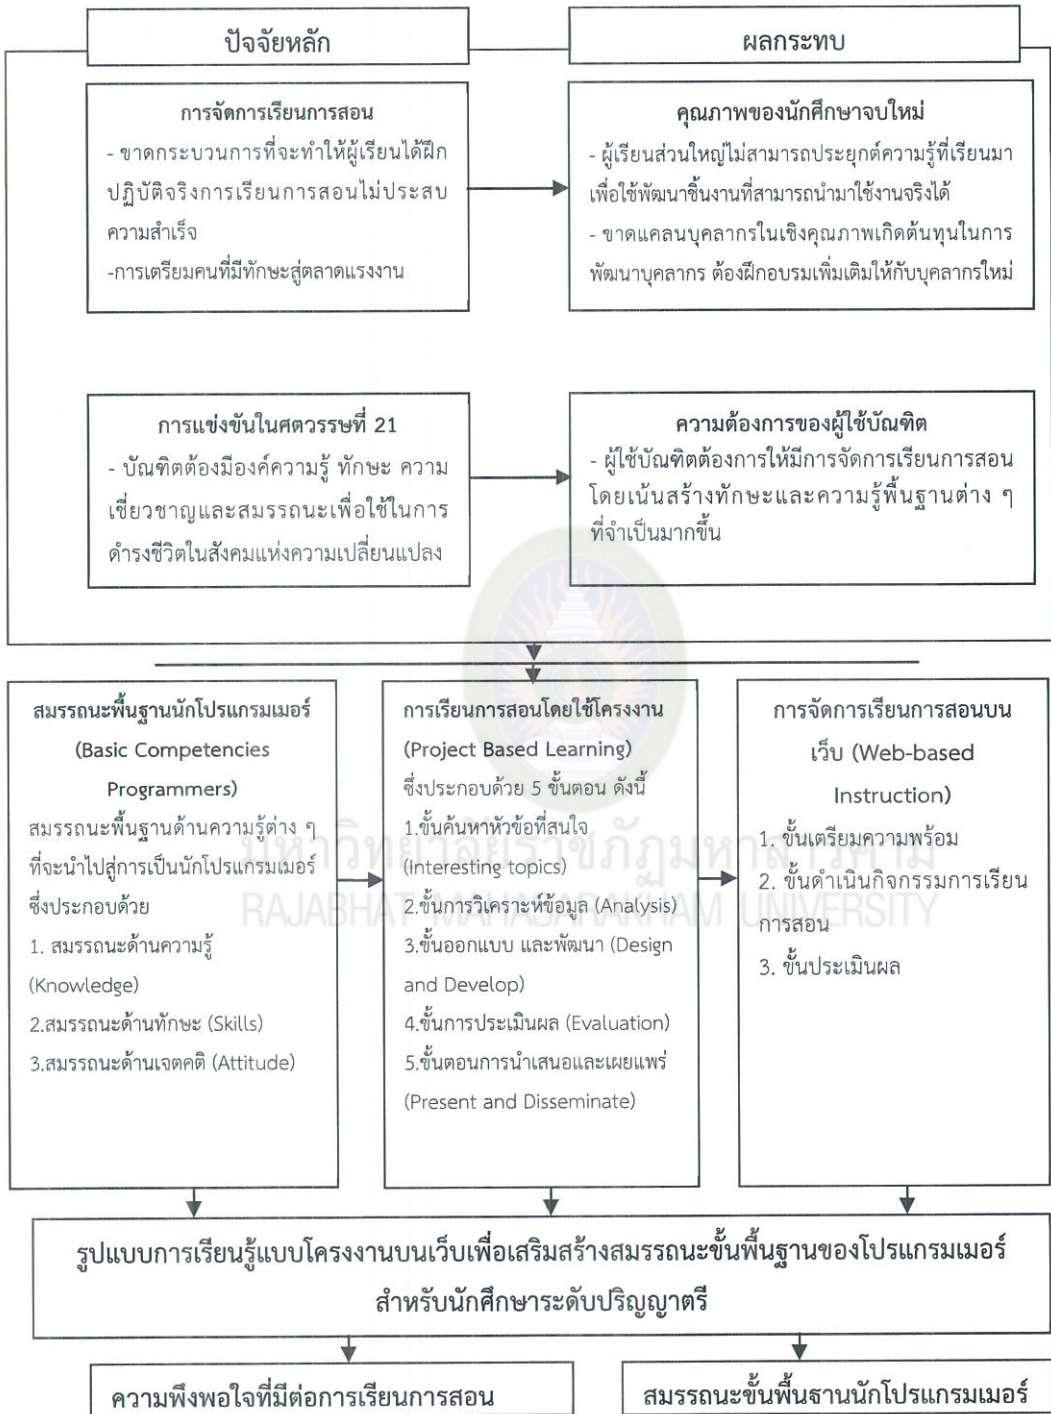 ปัจจัยหลัก
ผลกระทบ
การจัดการเรียนการสอน
- ขาดกระบวนการที่จะทำให้ผู้เรียนได้ฝึก
ปฏิบัติจริงการเรียนการสอนไม่ประสบ
ความสำเร็จ
-การเตรียมคนที่มีทักษะสู่ตลาดแรงงาน
คุณภาพของนักศึกษาจบใหม่
- ผู้เรียนส่วนใหญ่ไม่สามารถประยุกต์ความรู้ที่เรียนมา
เพื่อใช้พัฒนาชิ้นงานที่สามารถนำมาใช้งานจริงได้
- ขาดแคลนบุคลากรในเชิงคุณภาพเกิดต้นทุนในการ
พัฒนาบุคลากร ต้องฝึกอบรมเพิ่มเติมให้กับบุคลากรใหม่
การแข่งขันในศตวรรษที่ 21
- บัณฑิตต้องมีองค์ความรู้ ทักษะ ความ
เชี่ยวชาญและสมรรถนะเพื่อใช้ในการ
ดำรงชีวิตในสังคมแห่งความเปลี่ยนแปลง
ความต้องการของผู้ใช้บัณฑิต
- ผู้ใช้บัณฑิตต้องการให้มีการจัดการเรียนการสอน
โดยเน้นสร้างทักษะและความรู้พื้นฐานต่าง ๆ
ที่จำเป็นมากขึ้น
สมรรถนะพื้นฐานนักโปรแกรมเมอร์
(Basic Competencies
Programmers)
สมรรถนะพื้นฐานด้านความรู้ต่าง ๆ
ที่จะนำไปสู่การเป็นนักโปรแกรมเมอร์
ซึ่งประกอบด้วย
1. สมรรถนะด้านความรู้
(Knowledge)
2.สมรรถนะด้านทักษะ (Skills)
3.สมรรถนะด้านเจตคติ (Attitude)
การเรียนการสอนโดยใช้โครงงาน
(Project Based Learning)
ซึ่งประกอบด้วย 5 ขั้นตอน ดังนี้
1.ขั้นค้นหาหัวข้อที่สนใจ
(Interesting topics)
2.ขั้นการวิเคราะห์ข้อมูล (Analysis)
3.ขั้นออกแบบ และพัฒนา (Design
and Develop)
4.ขั้นการประเมินผล (Evaluation)
5.ขั้นตอนการนำเสนอและเผยแพร่
(Present and Disseminate)
การจัดการเรียนการสอนบน
เว็บ (Web-based
Instruction)
1. ขั้นเตรียมความพร้อม
2. ขั้นดำเนินกิจกรรมการเรียน
การสอน
3. ขั้นประเมินผล
มหาวิทยาลัยราชภัฏมหาสารคาม
RAJABHAT MAHASARAKHAM UNIVERSITY
รูปแบบการเรียนรู้แบบโครงงานบนเว็บเพื่อเสริมสร้างสมรรถนะขั้นพื้นฐานของโปรแกรมเมอร์
สำหรับนักศึกษาระดับปริญญาตรี
ความพึงพอใจที่มีต่อการเรียนการสอน
สมรรถนะขั้นพื้นฐานนักโปรแกรมเมอร์